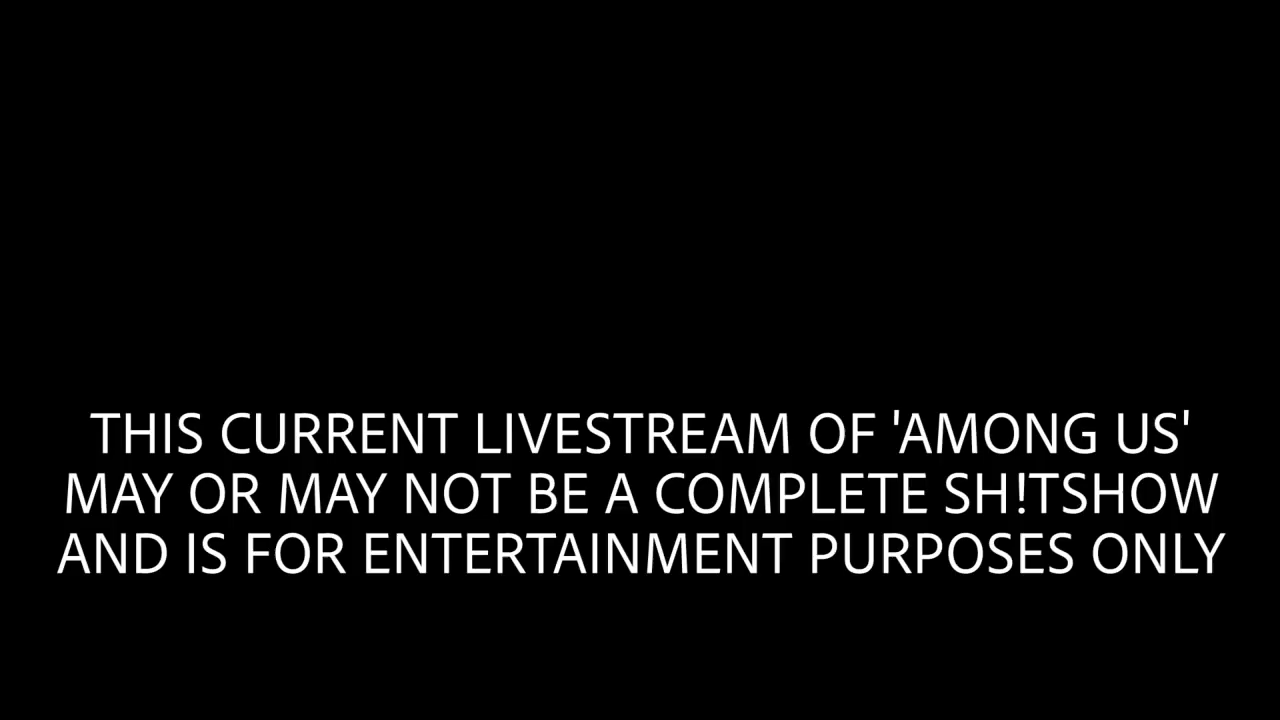 THIS CURRENT LIVESTREAM OF 'AMONG US'
MAY OR MAY NOT BE A COMPLETE SH!TSHOW
AND IS FOR ENTERTAINMENT PURPOSES ONLY